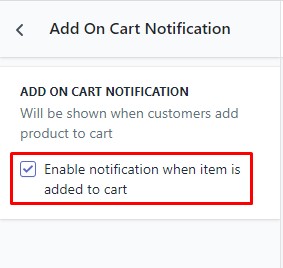 Add On Cart Notification
ADD ON CART NOTIFICATION
Will be shown when customers add
product to cart
Enable notification when item is
added to cart